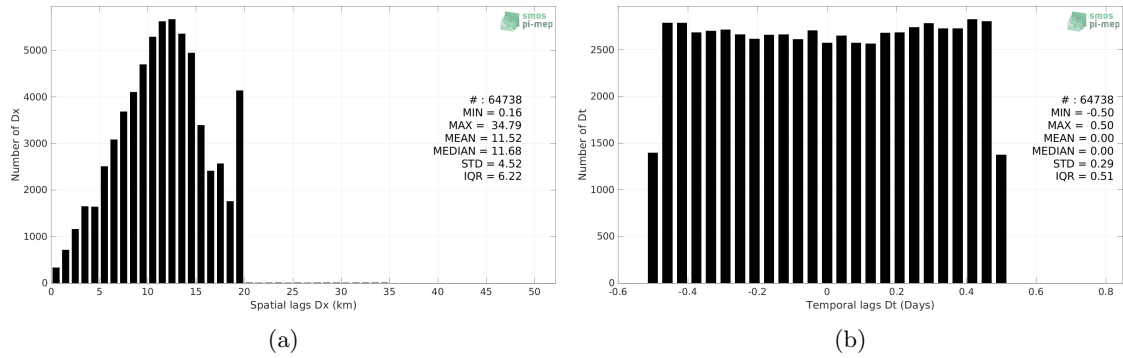 smos
pi-mep
Number of Dx
5000
4000
3000
2000
1000
0
# : 64738
MIN = 0.16
MAX = 34.79
MEAN = 11.52
MEDIAN = 11.68
STD = 4.52
IQR = 6.22
0 5 10 15 20 25 30 35 40 45 50
Spatial lags Dx (km)
(a)
smos
pi-mep
Number of Dt
2500
2000
1500
1000
500
0
# : 64738
MIN = -0.50
MAX = 0.50
MEAN = 0.00
MEDIAN = 0.00
STD = 0.29
IQR = 0.51
-0.6 -0.4 -0.2 0 0.2 0.4 0.6 0.8
Temporal lags Dt (Days)
(b)